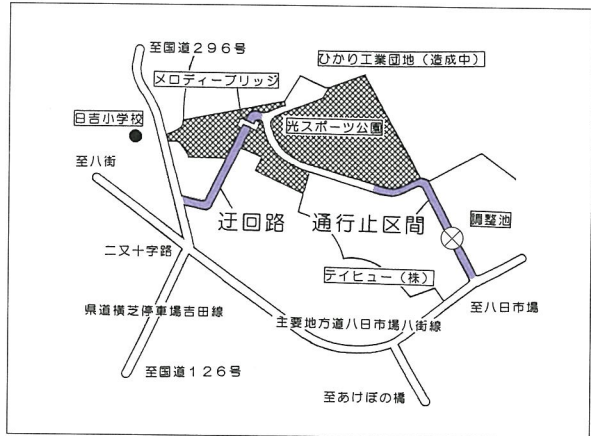 至国道296号
ひかり工業団地（造成中）
メロディーブリッジ
日吉小学校
光スポーツ公園
至八街
迂回路
通行止区間
調整池
二又十字路
テイヒュー（株）
至八日市場
県道横芝停車場吉田線
主要地方道八日市場八街線
至国道126号
至あけぼの橋